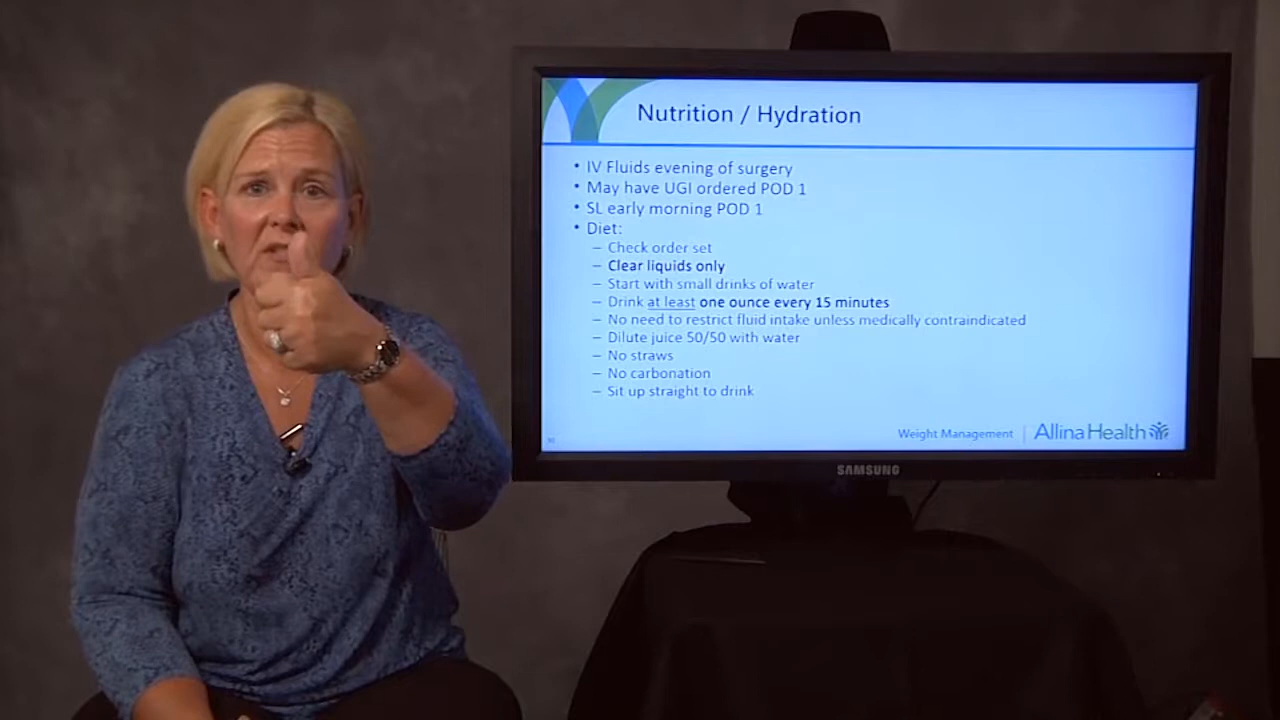 Nutrition / Hydration
• IV Fluids evening of surgery
• May have UGI ordered POD 1
• SL early morning POD 1
• Diet:
– Check order set
– Clear liquids only
– Start with small drinks of water
– Drink at least one ounce every 15 minutes
– No need to restrict fluid intake unless medically contraindicated
– Dilute juice 50/50 with water
– No straws
– No carbonation
– Sit up straight to drink
Weight Management | Allina Health
SAMSUNG